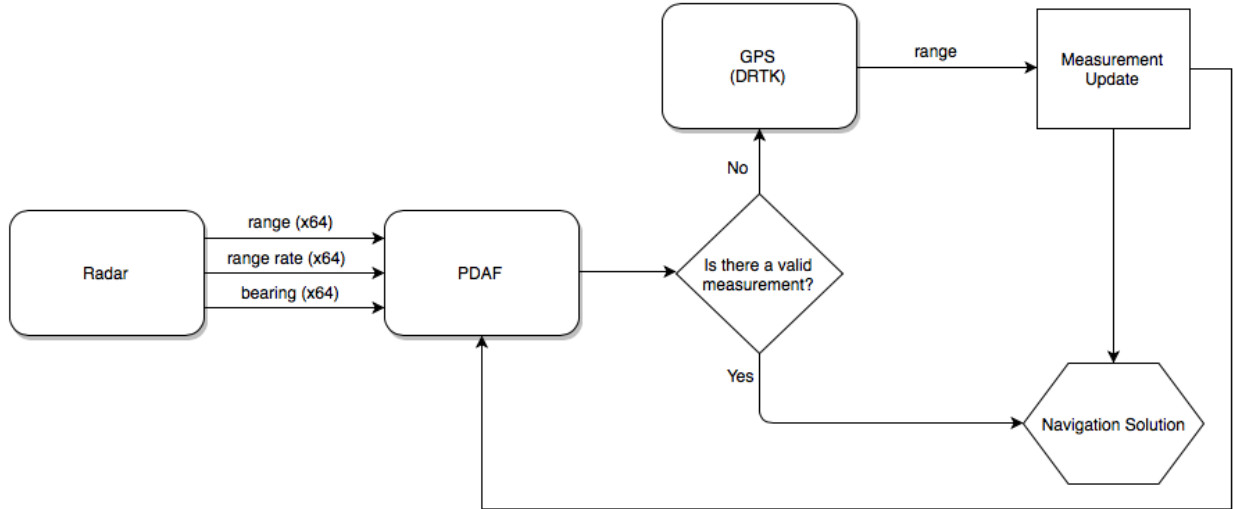 GPS
(DRTK)
range
Measurement
Update
No
Radar
range (x64)
range rate (x64)
bearing (x64)
PDAF
Is there a valid
measurement?
Yes
Navigation Solution